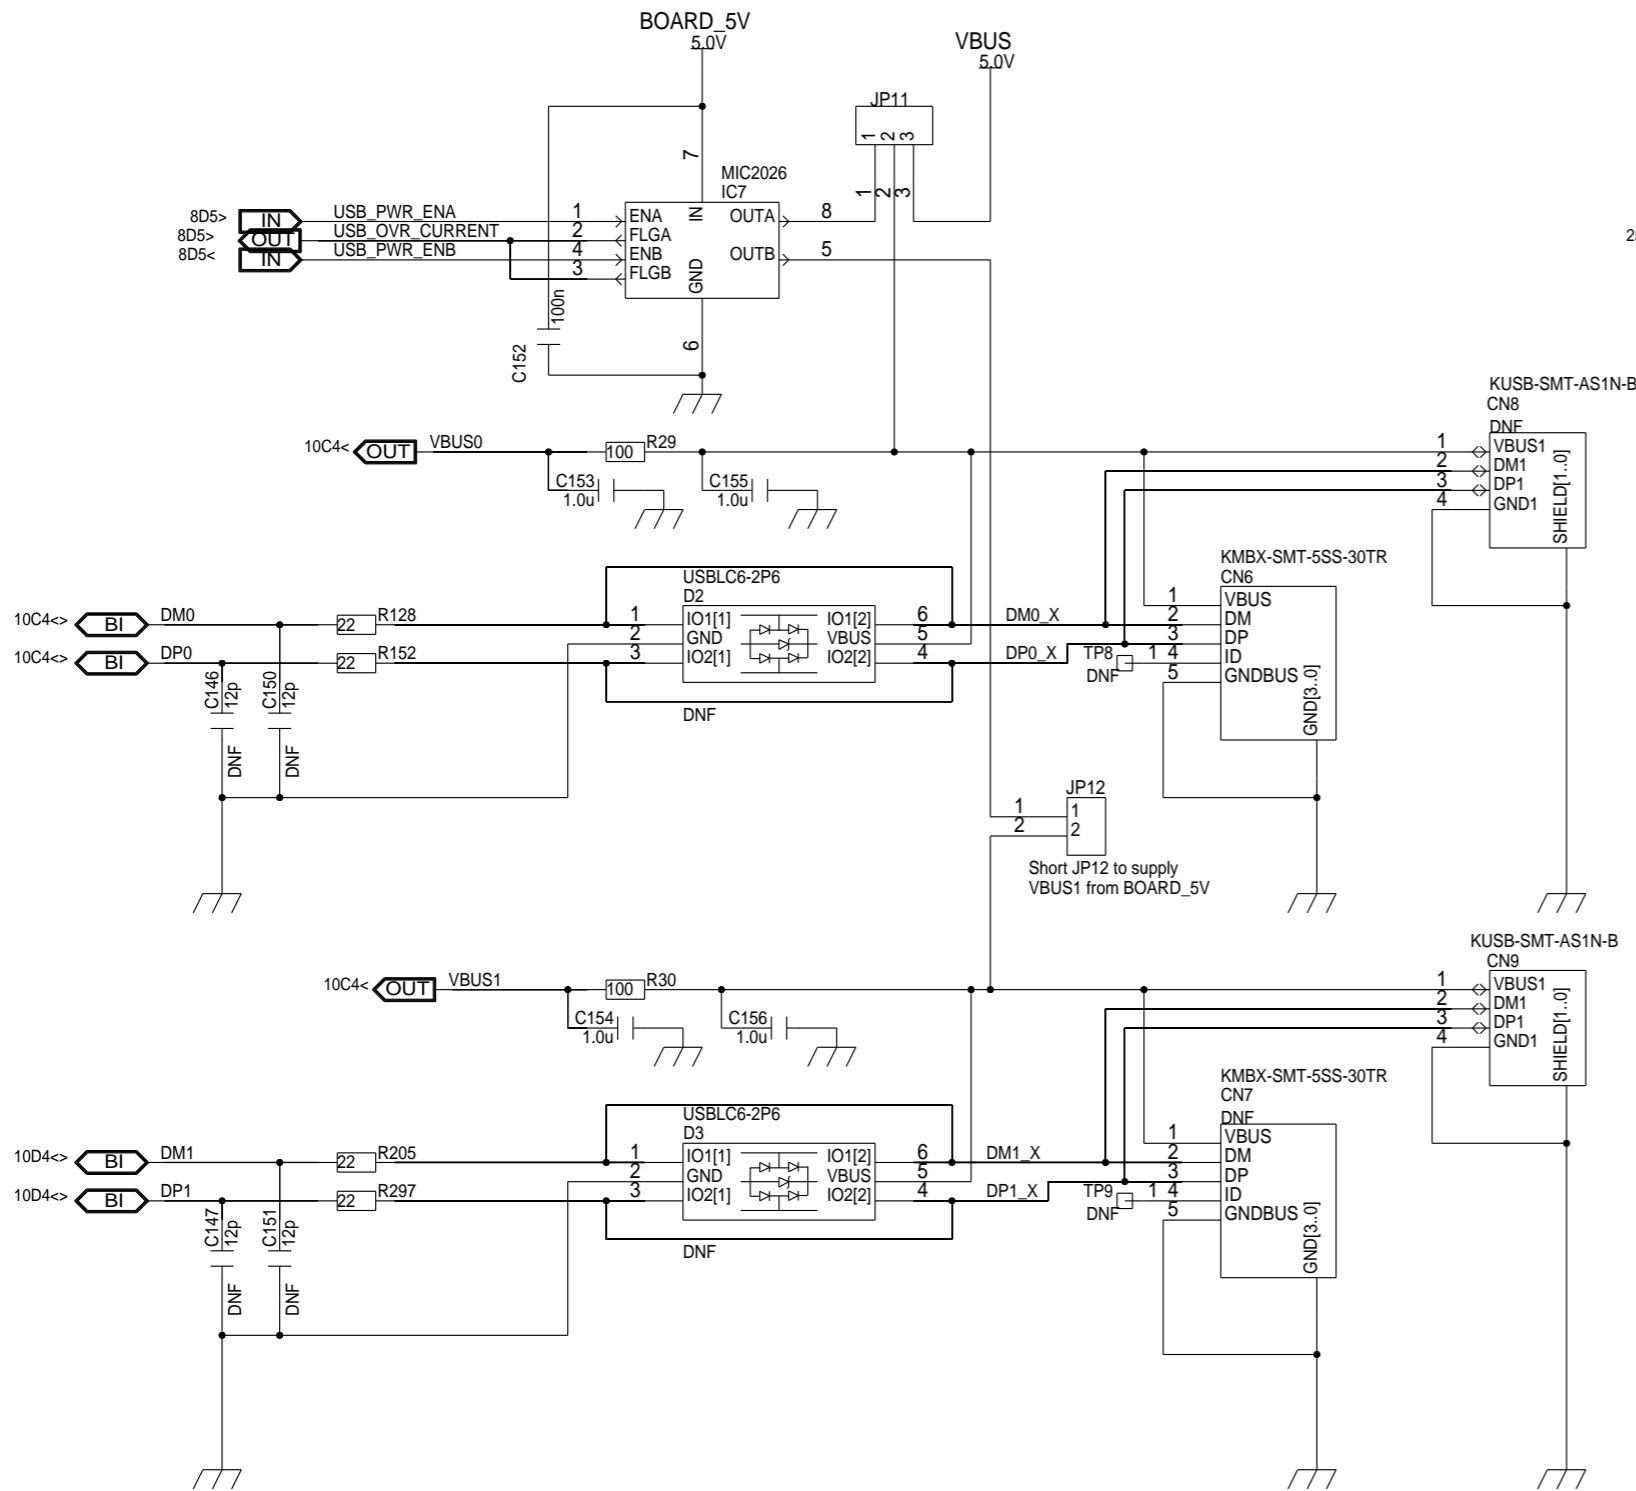 BOARD_5V
5.0V
VBUS
5.0V
JP11
1
2
3
7
1
2
3
MIC2026
IC7
8D5>
IN
USB_PWR_ENA
1
ENA
IN
OUTA
8
8D5>
OUT
USB_OVR_CURRENT
2
FLGA
8D5<
IN
USB_PWR_ENB
4
ENB
OUTB
5
3
FLGB
GND
100n
C152
6
KUSB-SMT-AS1N-B
CN8
DNF
10C4<
OUT
VBUS0
100
R29
1
VBUS1
2
DM1
3
DP1
4
GND1
SHIELD[1..0]
C153
1.0u
C155
1.0u
KMBX-SMT-5SS-30TR
CN6
USBLC6-2P6
D2
1
VBUS
10C4<>
BI
DM0
22
R128
1
IO1[1]
IO1[2]
6
DM0_X
2
DM
2
GND
VBUS
5
3
DP
10C4<>
BI
DP0
22
R152
3
IO2[1]
IO2[2]
4
DP0_X
TP8
1
4
ID
DNF
5
GNDBUS
GND[3..0]
C146
12p
C150
12p
DNF
DNF
DNF
JP12
1
1
2
2
Short JP12 to supply
VBUS1 from BOARD_5V
KUSB-SMT-AS1N-B
CN9
10C4<
OUT
VBUS1
100
R30
1
VBUS1
2
DM1
3
DP1
4
GND1
SHIELD[1..0]
C154
1.0u
C156
1.0u
KMBX-SMT-5SS-30TR
CN7
DNF
USBLC6-2P6
D3
1
VBUS
10D4<>
BI
DM1
22
R205
1
IO1[1]
IO1[2]
6
DM1_X
2
DM
2
GND
VBUS
5
3
DP
10D4<>
BI
DP1
22
R297
3
IO2[1]
IO2[2]
4
DP1_X
TP9
1
4
ID
DNF
5
GNDBUS
GND[3..0]
C147
12p
C151
12p
DNF
DNF
DNF